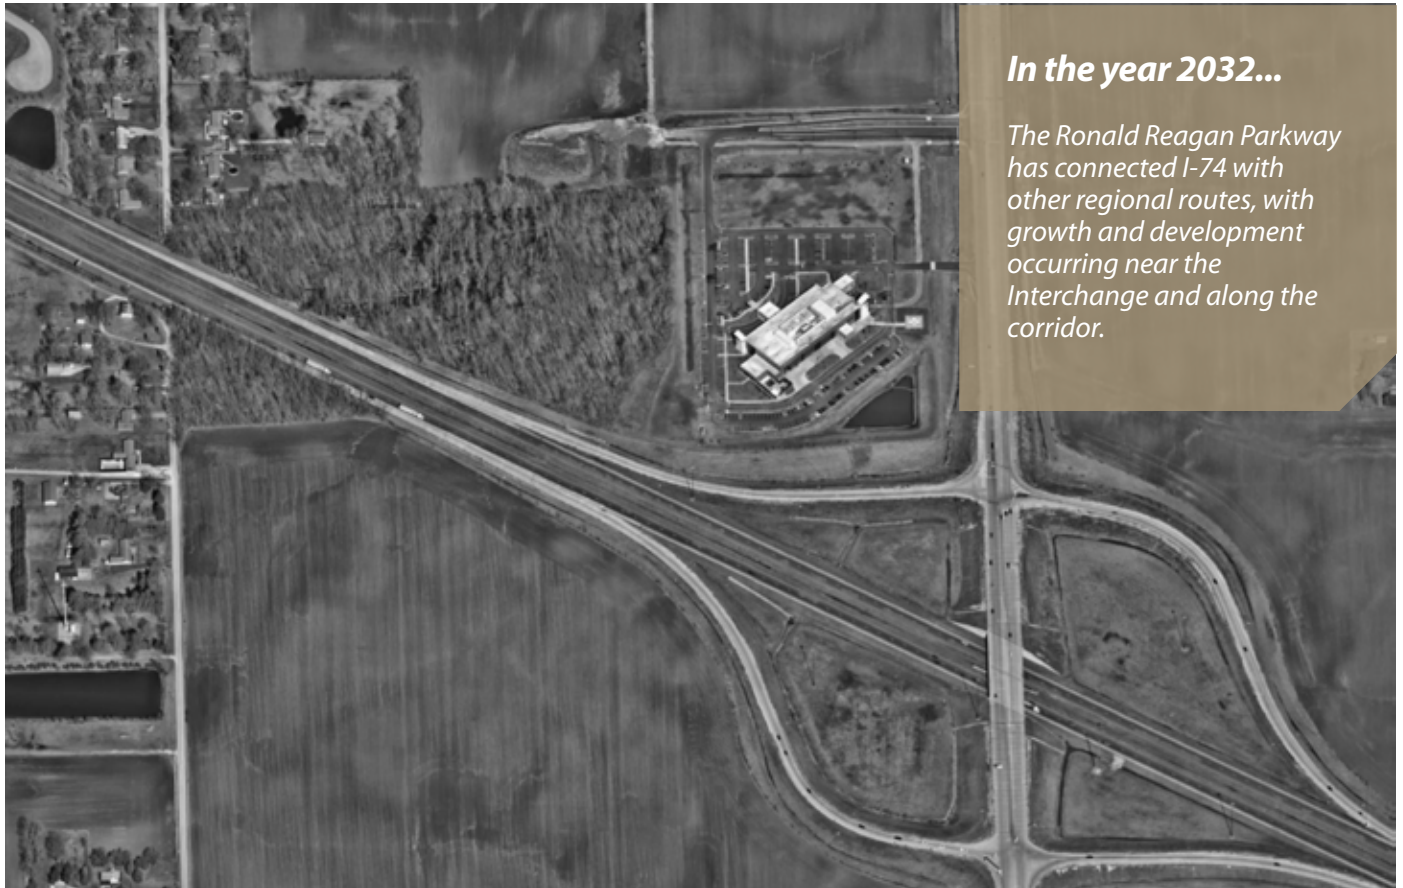 In the year 2032...
The Ronald Reagan Parkway
has connected I-74 with
other regional routes, with
growth and development
occurring near the
Interchange and along the
corridor.